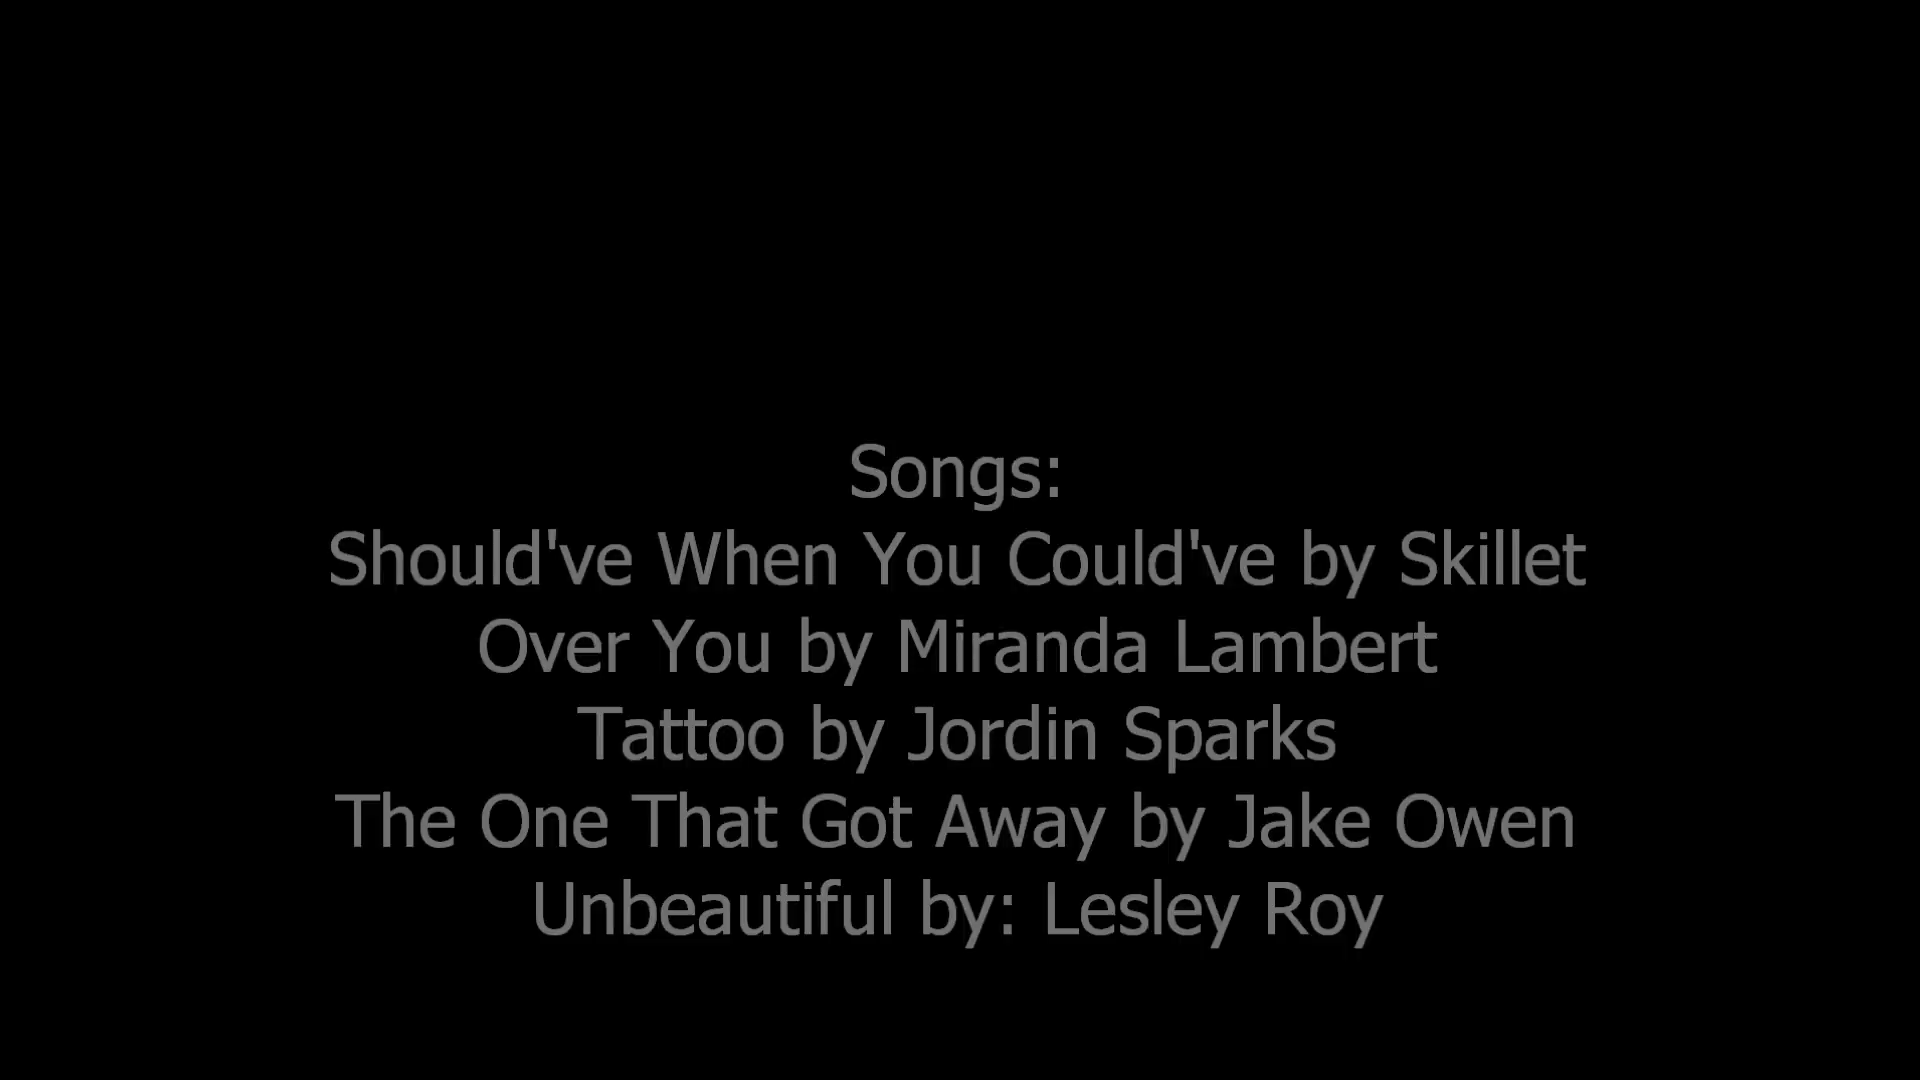 Songs:
Should've When You Could've by Skillet
Over You by Miranda Lambert
Tattoo by Jordin Sparks
The One That Got Away by Jake Owen
Unbeautiful by: Lesley Roy